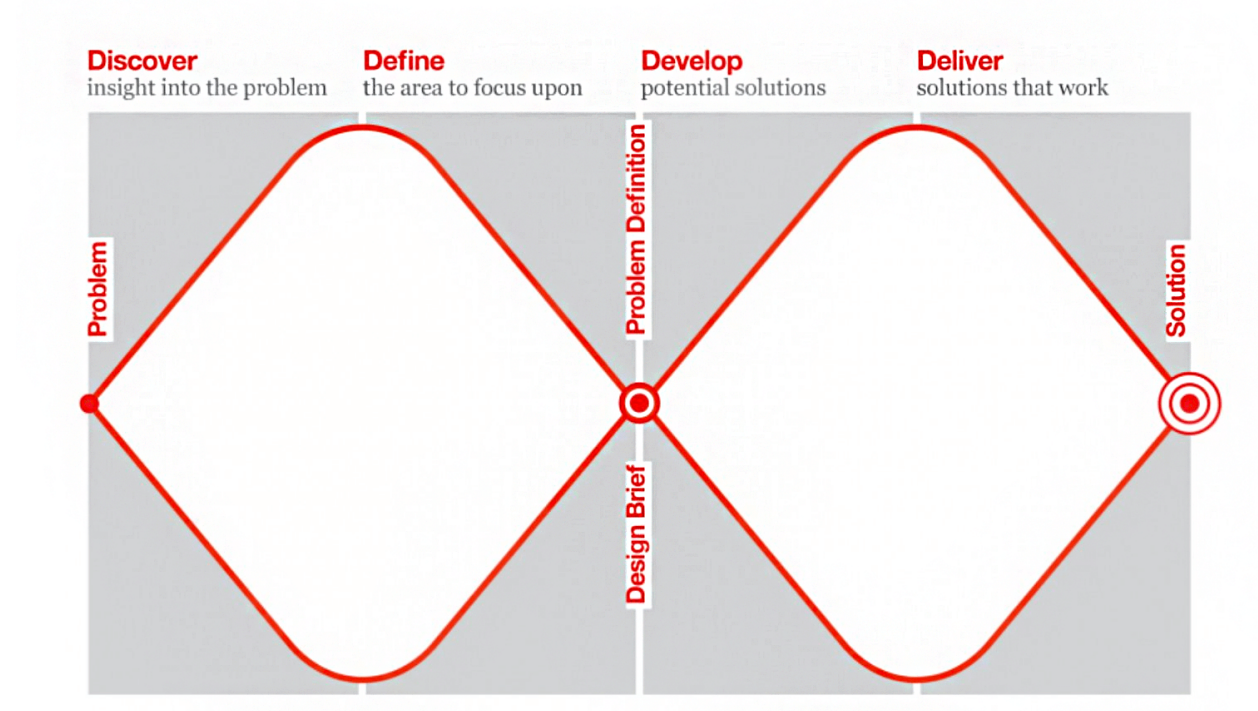 Discover
insight into the problem
Define
the area to focus upon
Develop
potential solutions
Deliver
solutions that work
Problem
Problem Definition
Design Brief
Solution